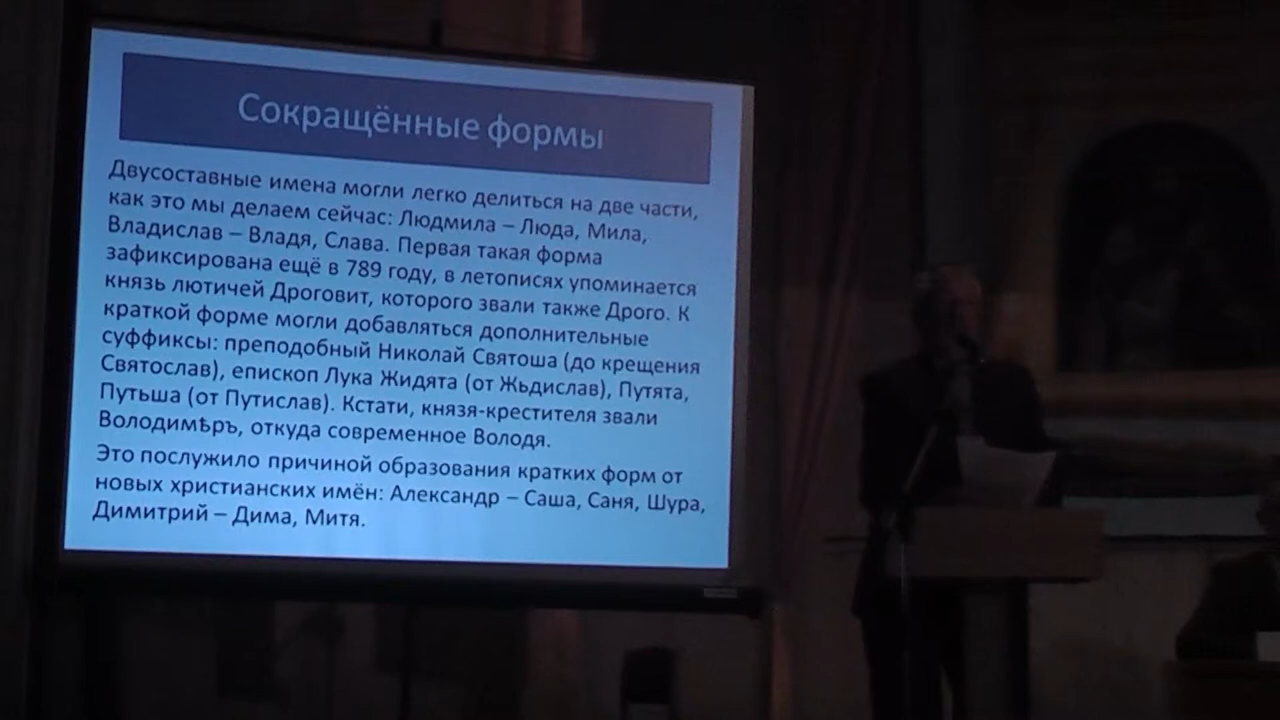 Сокращённые формы
Двусоставные имена могли легко делиться на две части,
как это мы делаем сейчас: Людмила – Люда, Мила,
Владислав – Владя, Слава. Первая такая форма
зафиксирована ещё в 789 году, в летописях упоминается
князь лютичей Дроговит, которого звали также Дрого. К
краткой форме могли добавляться дополнительные
суффиксы: преподобный Николай Святоша (до крещения
Святослав), епископ Лука Жидята (от Жьдислав), Путята,
Путьша (от Путислав). Кстати, князя-крестителя звали
Володимѣръ, откуда современное Володя.
Это послужило причиной образования кратких форм от
новых христианских имён: Александр – Саша, Саня, Шура,
Димитрий – Дима, Митя.